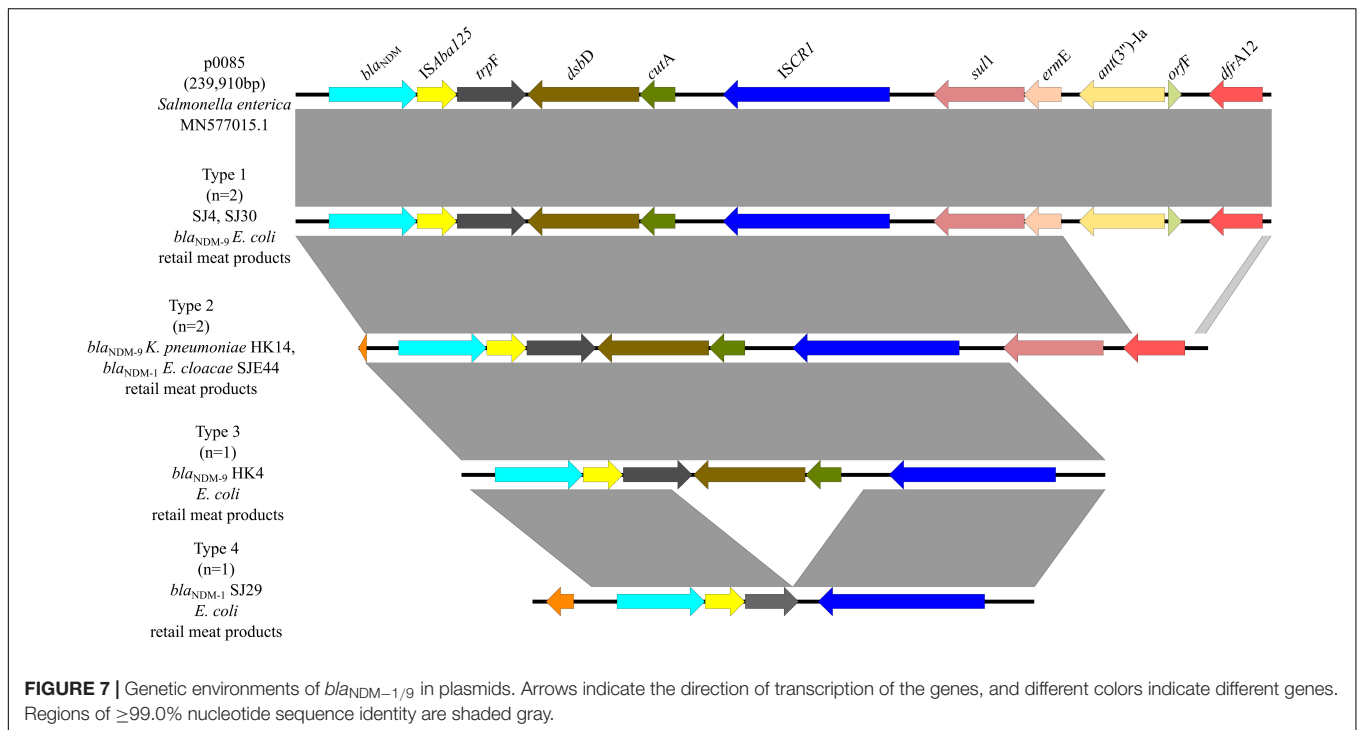 p0085
(239,910bp)
Salmonella enterica
MN577015.1
blaNDM ISAba125 trpF dsbD cutA ISCR1 sul1 ermE ant(3")-Ia orfF dfrA12
Type 1
(n=2)
SJ4, SJ30
blaNDM-9 E. coli
retail meat products
Type 2
(n=2)
blaNDM-9 K. pneumoniae HK14,
blaNDM-1 E. cloacae SJE44
retail meat products
Type 3
(n=1)
blaNDM-9 HK4
E. coli
retail meat products
Type 4
(n=1)
blaNDM-1 SJ29
E. coli
retail meat products
FIGURE 7 | Genetic environments of blaNDM−1/9 in plasmids. Arrows indicate the direction of transcription of the genes, and different colors indicate different genes.
Regions of ≥99.0% nucleotide sequence identity are shaded gray.